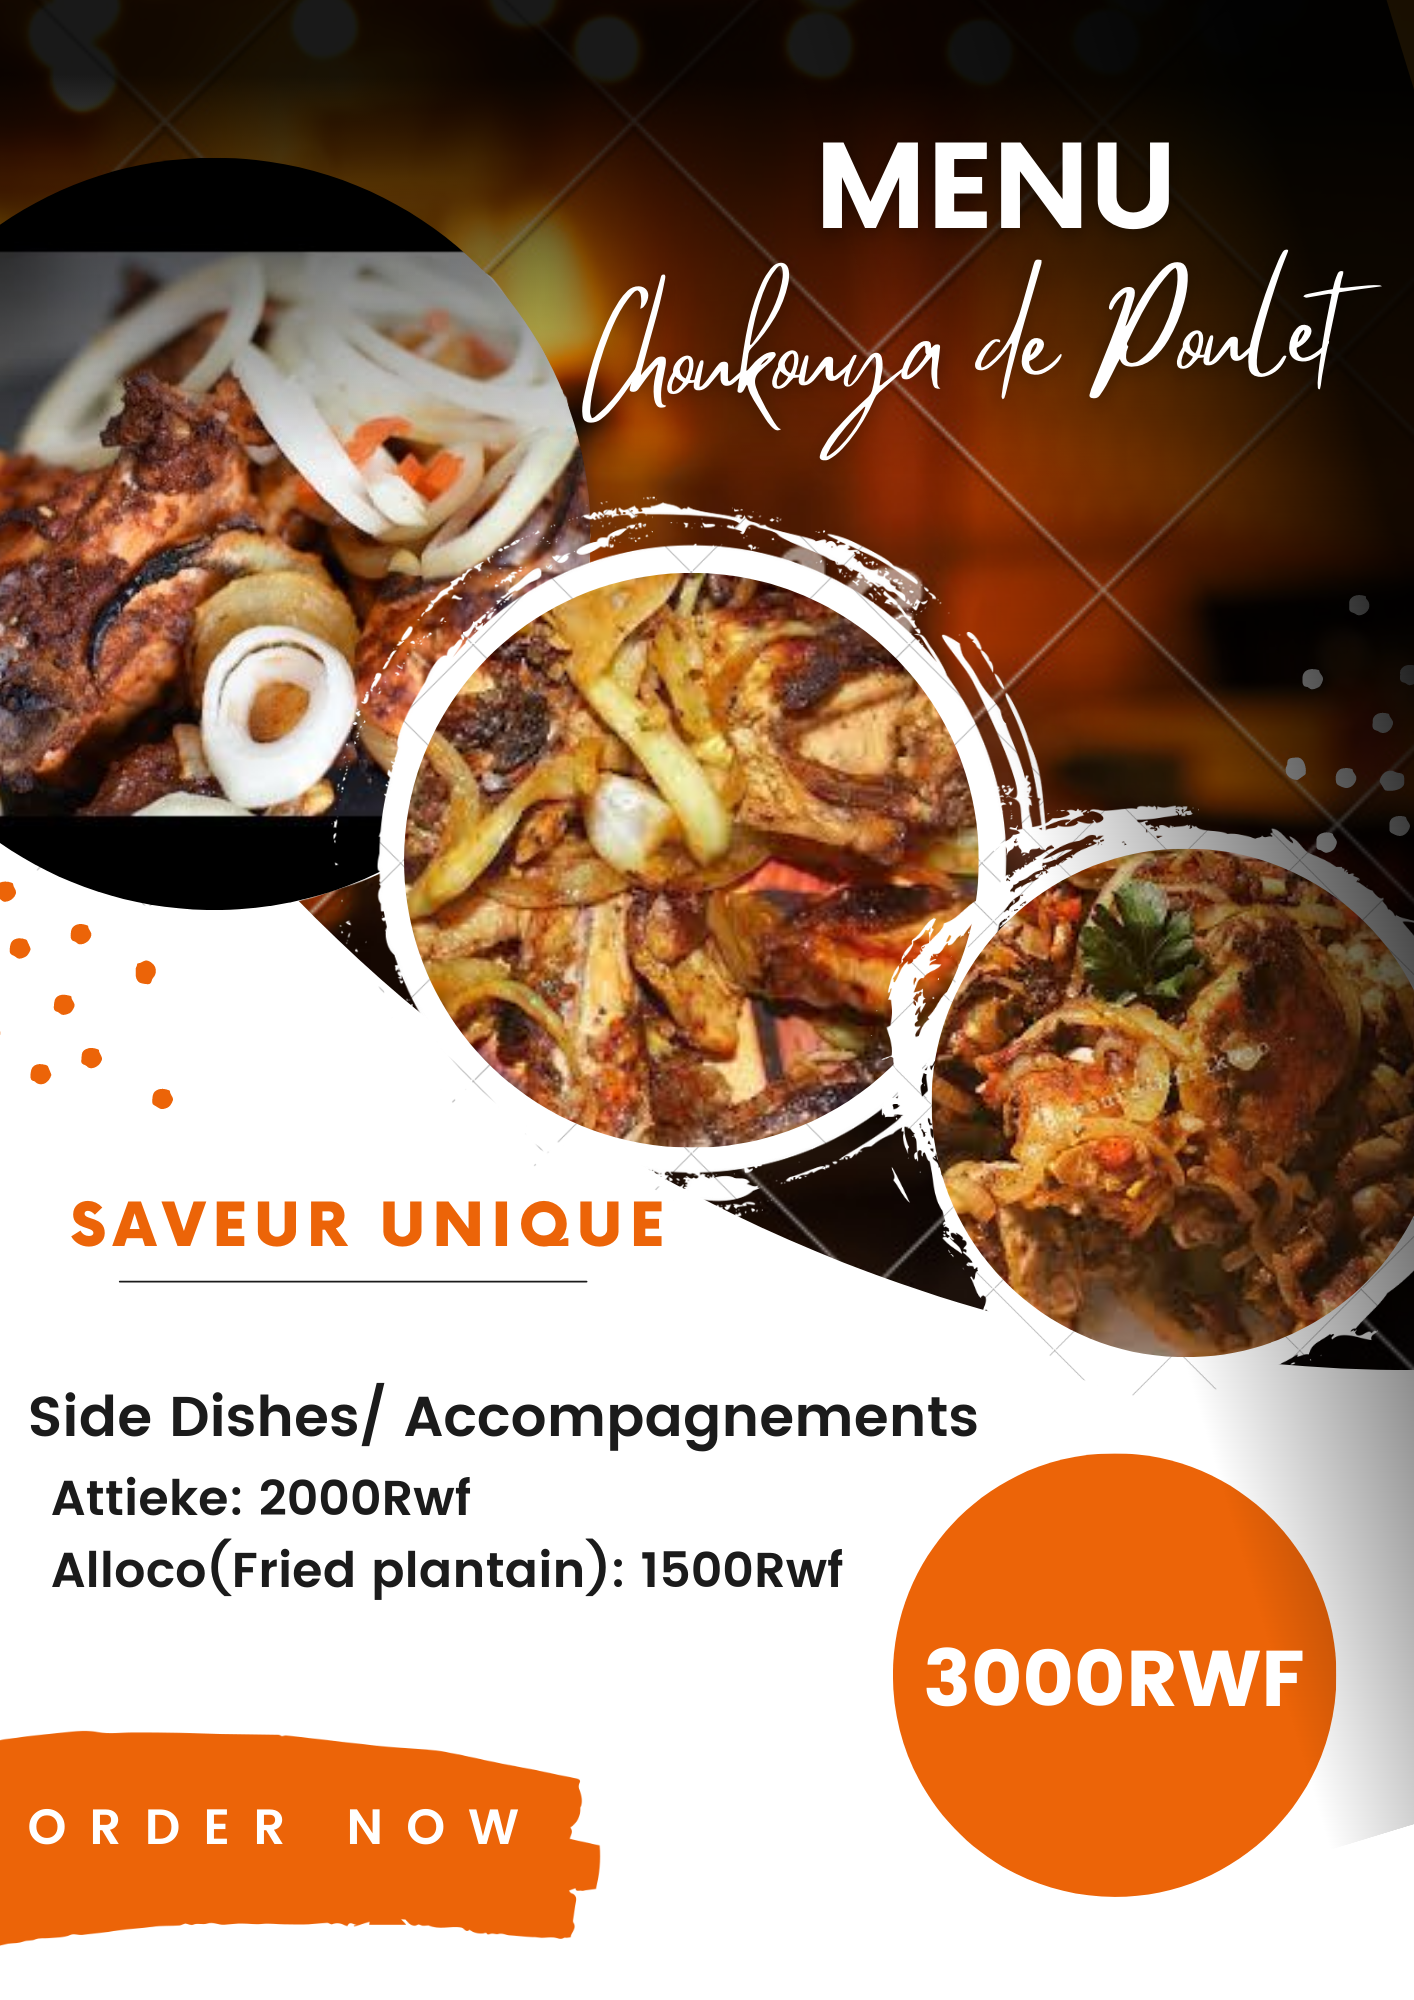 MENU
Choukouya de Poulet
SAVEUR UNIQUE
Side Dishes/ Accompagnements
Attieke: 2000Rwf
Alloco(Fried plantain): 1500Rwf
3000RWF
ORDER NOW